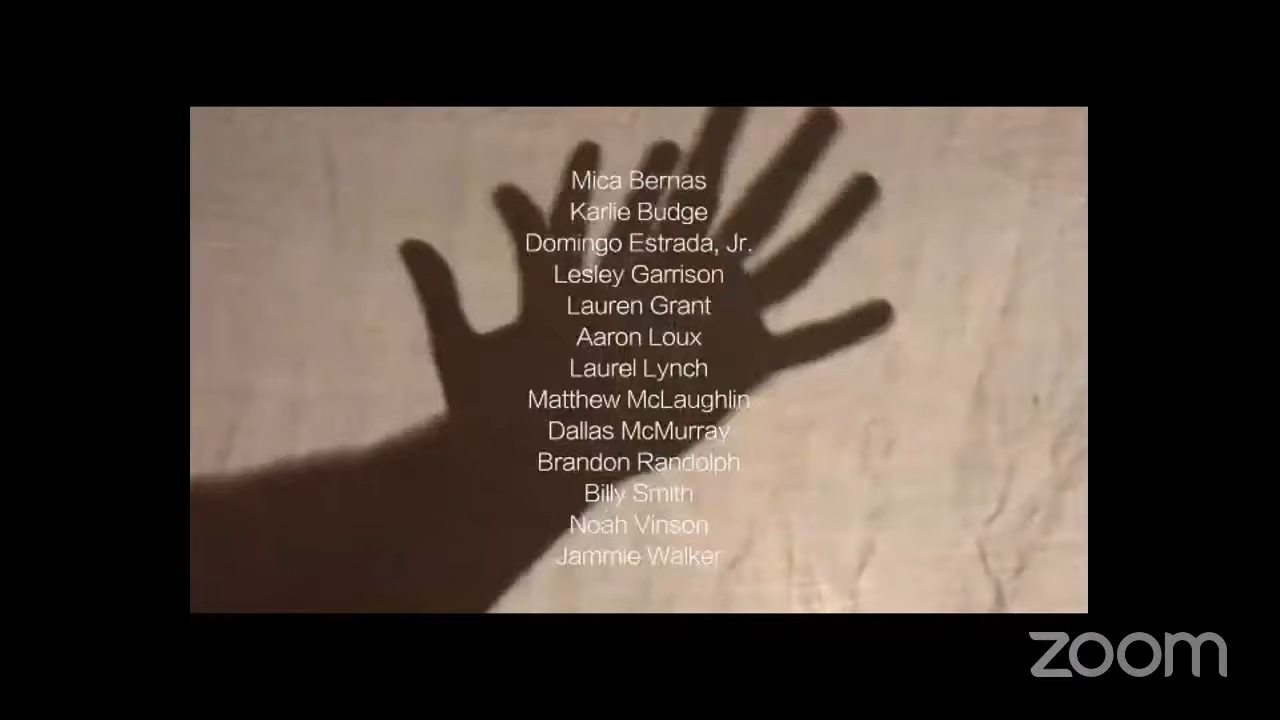 Mica Bernas
Karlie Budge
Domingo Estrada, Jr.
Lesley Garrison
Lauren Grant
Aaron Loux
Laurel Lynch
Matthew McLaughlin
Dallas McMurray
Brandon Randolph
Billy Smith
Noah Vinson
Jammie Walker
zoom